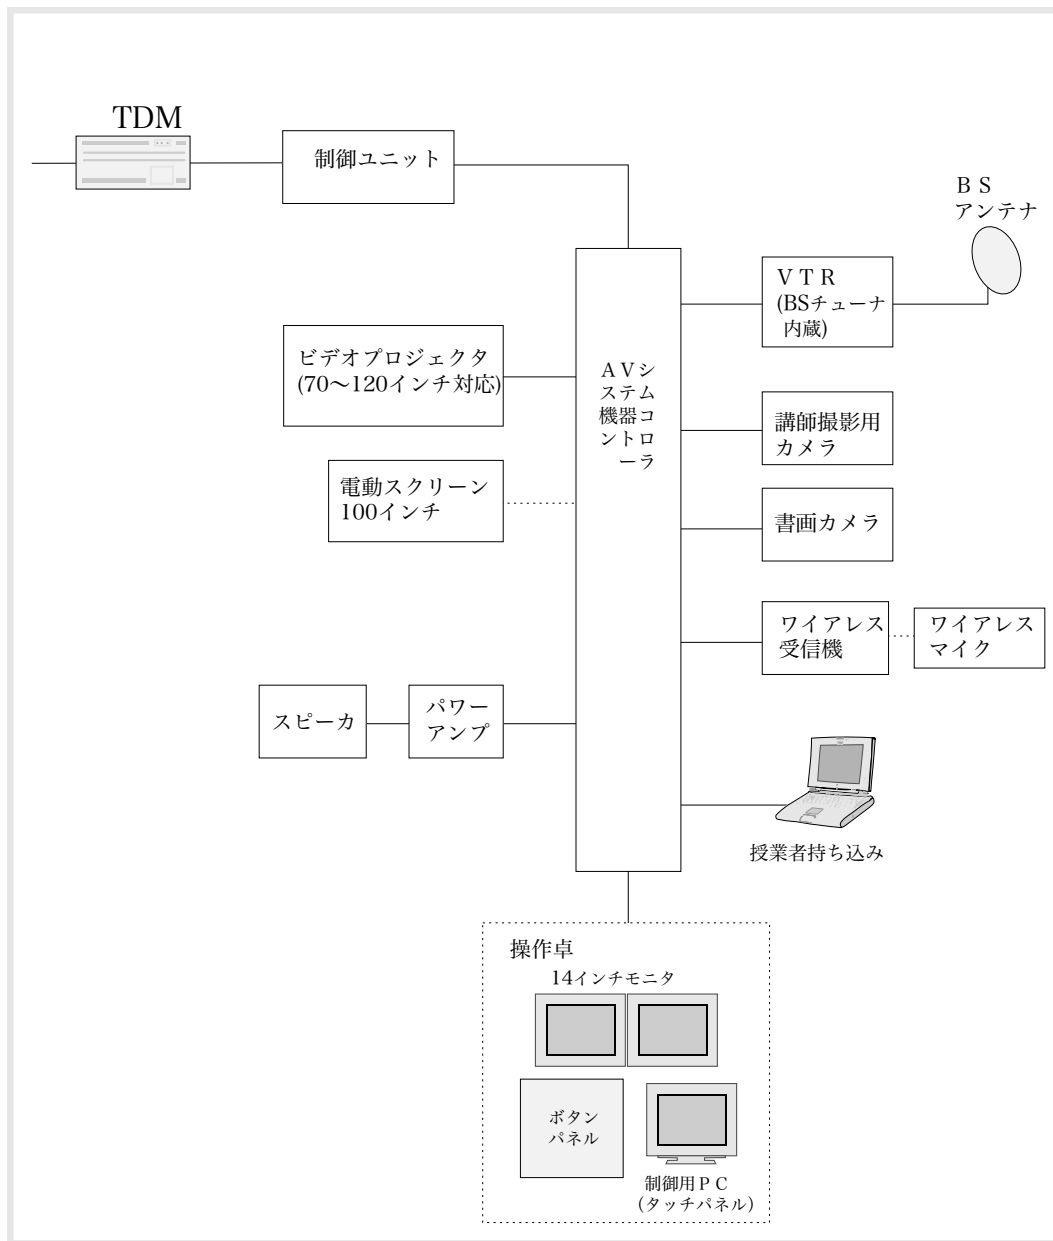 TDM
制御ユニット
ＢＳ
アンテナ
ＶＴＲ
(BSチューナ
内蔵)
ビデオプロジェクタ
(70〜120インチ対応)
ＡＶシ
ステム
機器コ
ントロ
ーラ
講師撮影用
カメラ
電動スクリーン
100インチ
書画カメラ
ワイアレス
受信機
ワイアレス
マイク
スピーカ
パワー
アンプ
授業者持ち込み
操作卓
14インチモニタ
ボタン
パネル
制御用ＰＣ
(タッチパネル)